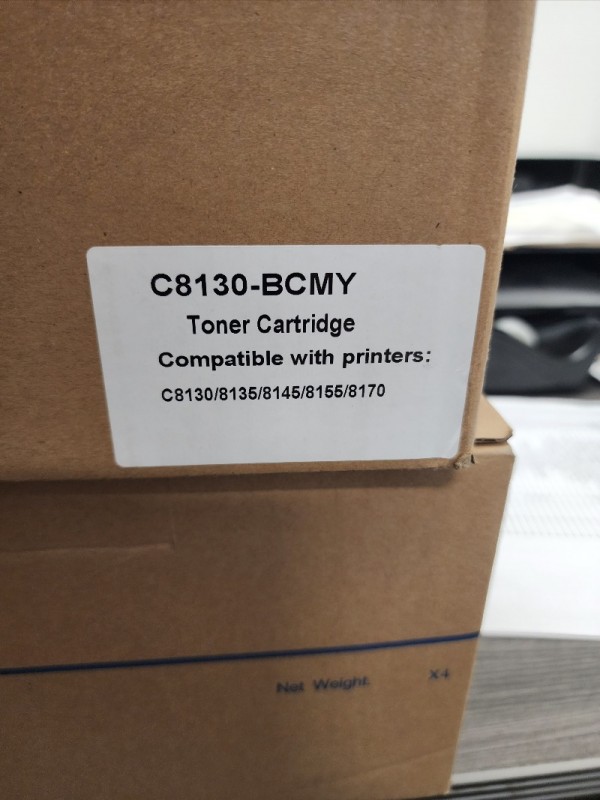 C8130-BCMY
Toner Cartridge
Compatible with printers:
C8130/8135/8145/8155/8170
Net Weight. X4